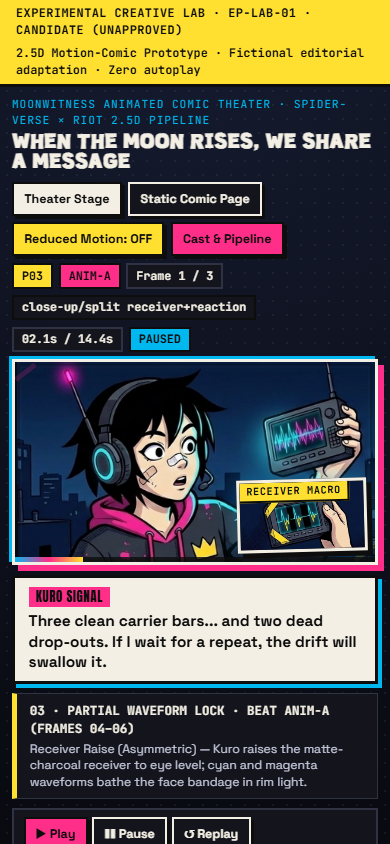 EXPERIMENTAL CREATIVE LAB · EP-LAB-01 ·
CANDIDATE (UNAPPROVED)
2.5D Motion-Comic Prototype · Fictional editorial
adaptation · Zero autoplay
MOONWITNESS ANIMATED COMIC THEATER · SPIDER-
VERSE × RIOT 2.5D PIPELINE
WHEN THE MOON RISES, WE SHARE
A MESSAGE
Theater Stage
Static Comic Page
Reduced Motion: OFF
Cast & Pipeline
P03
ANIM-A
Frame 1 / 3
close-up/split receiver+reaction
02.1s / 14.4s
PAUSED
RECEIVER MACRO
KURO SIGNAL
Three clean carrier bars... and two dead
drop-outs. If I wait for a repeat, the drift will
swallow it.
03 · PARTIAL WAVEFORM LOCK · BEAT ANIM-A
(FRAMES 04–06)
Receiver Raise (Asymmetric) — Kuro raises the matte-
charcoal receiver to eye level; cyan and magenta
waveforms bathe the face bandage in rim light.
▶ Play
▮▮ Pause
↺ Replay